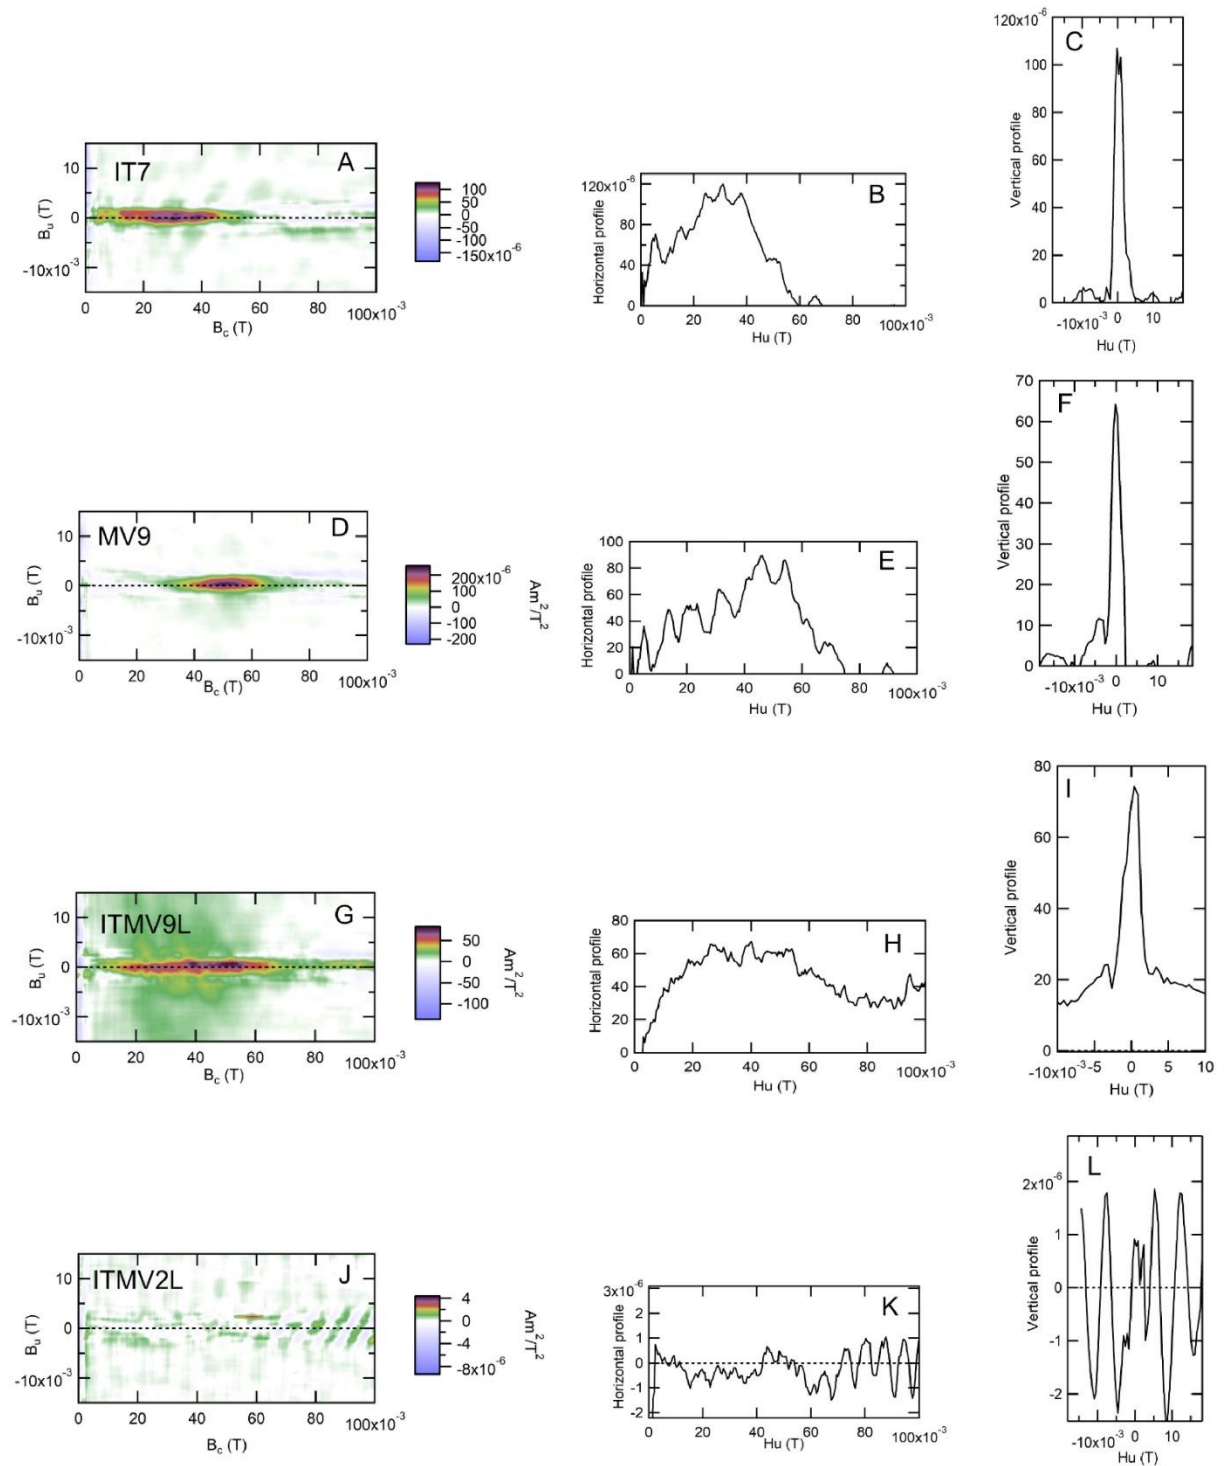 IT7
A
10
0
-10x10⁻³
Bᵤ (T)
0
20
40
60
100x10⁻³
B꜀ (T)
100
50
0
-50
-100
-150x10⁻⁶
B
120x10⁻⁶
80
40
0
Horizontal profile
0
20
40
60
80
100x10⁻³
Hu (T)
C
120x10⁻⁶
100
80
60
40
20
0
Vertical profile
-10x10⁻³
0
10
Hu (T)
MV9
D
10
0
-10x10⁻³
Bᵤ (T)
0
20
40
60
100x10⁻³
B꜀ (T)
200x10⁻⁶
100
0
-100
-200
Am²/T²
E
100
80
60
40
20
0
Horizontal profile
0
20
40
60
80
100x10⁻³
Hu (T)
F
70
60
50
40
30
20
10
0
Vertical profile
-10x10⁻³
0
10
Hu (T)
ITMV9L
G
10
0
-10x10⁻³
Bᵤ (T)
0
20
40
60
100x10⁻³
B꜀ (T)
50
0
-50
-100
Am²/T²
H
80
60
40
20
0
Horizontal profile
0
20
40
60
80
100x10⁻³
Hu (T)
I
80
60
40
20
0
Vertical profile
-10x10⁻³
-5
0
5
10
Hu (T)
ITMV2L
J
10
0
-10x10⁻³
Bᵤ (T)
0
20
40
60
80
100x10⁻³
B꜀ (T)
4
2
0
-4
-8x10⁻⁶
Am²/T²
K
3x10⁻⁶
2
1
0
-1
-2
Horizontal profile
0
20
40
60
80
100x10⁻³
Hu (T)
L
2x10⁻⁶
1
0
-1
-2
Vertical profile
-10x10⁻³
0
10
Hu (T)